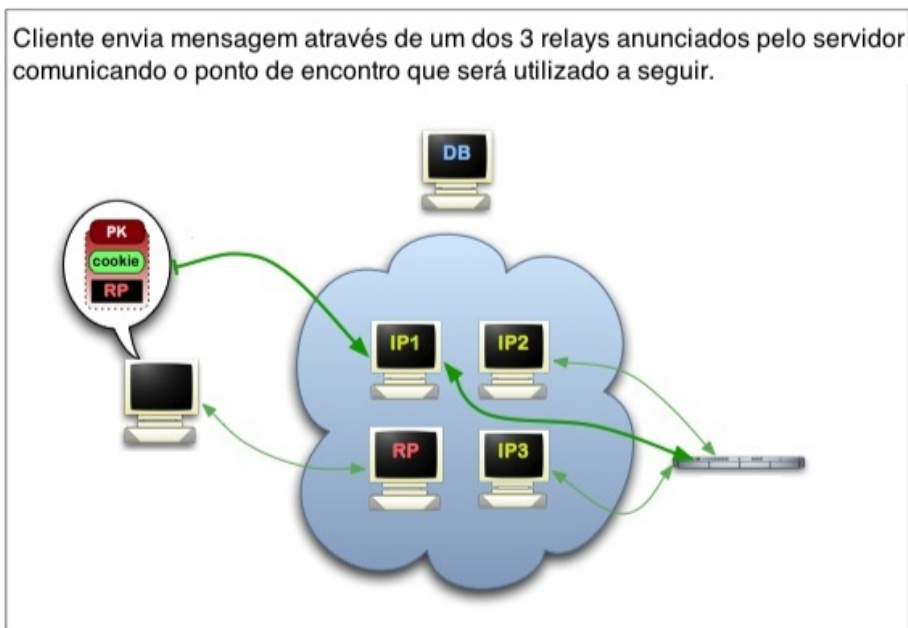 Cliente envia mensagem através de um dos 3 relays anunciados pelo servidor
comunicando o ponto de encontro que será utilizado a seguir.
DB
PK
cookie
RP
IP1
IP2
RP
IP3